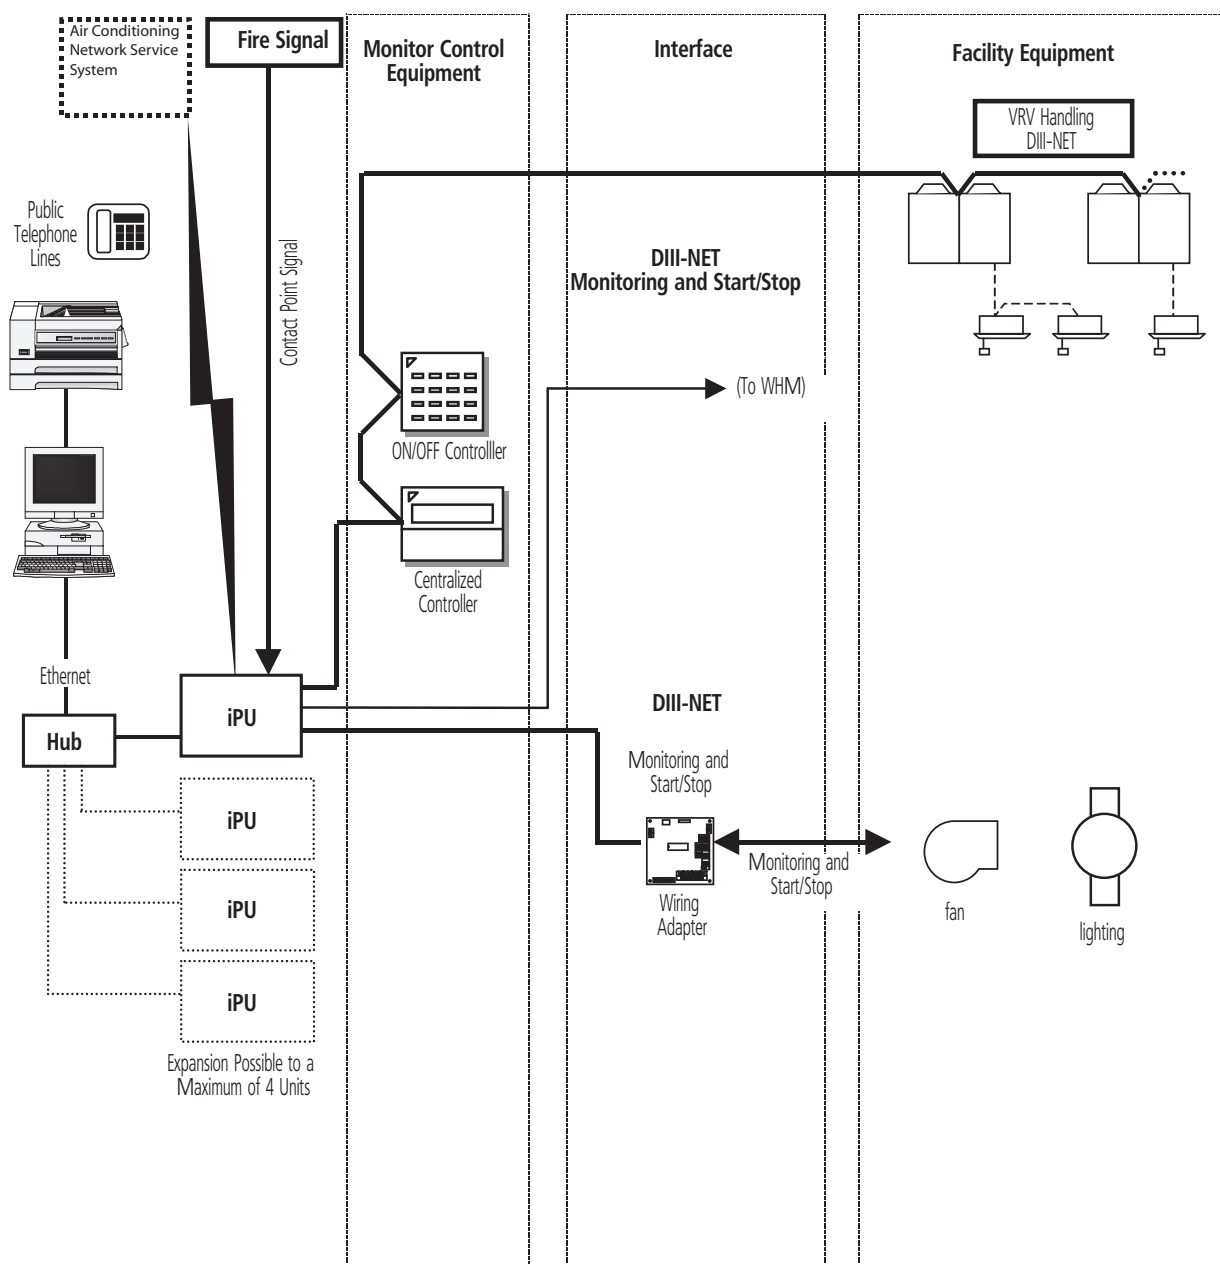 Air Conditioning
Network Service
System
Fire Signal
Monitor Control
Equipment
Interface
Facility Equipment
VRV Handling
DIII-NET
Public
Telephone
Lines
Contact Point Signal
DIII-NET
Monitoring and Start/Stop
(To WHM)
ON/OFF Controlller
Centralized
Controller
Ethernet
Hub
iPU
DIII-NET
Monitoring and
Start/Stop
iPU
iPU
iPU
Wiring
Adapter
Monitoring and
Start/Stop
fan
lighting
Expansion Possible to a
Maximum of 4 Units